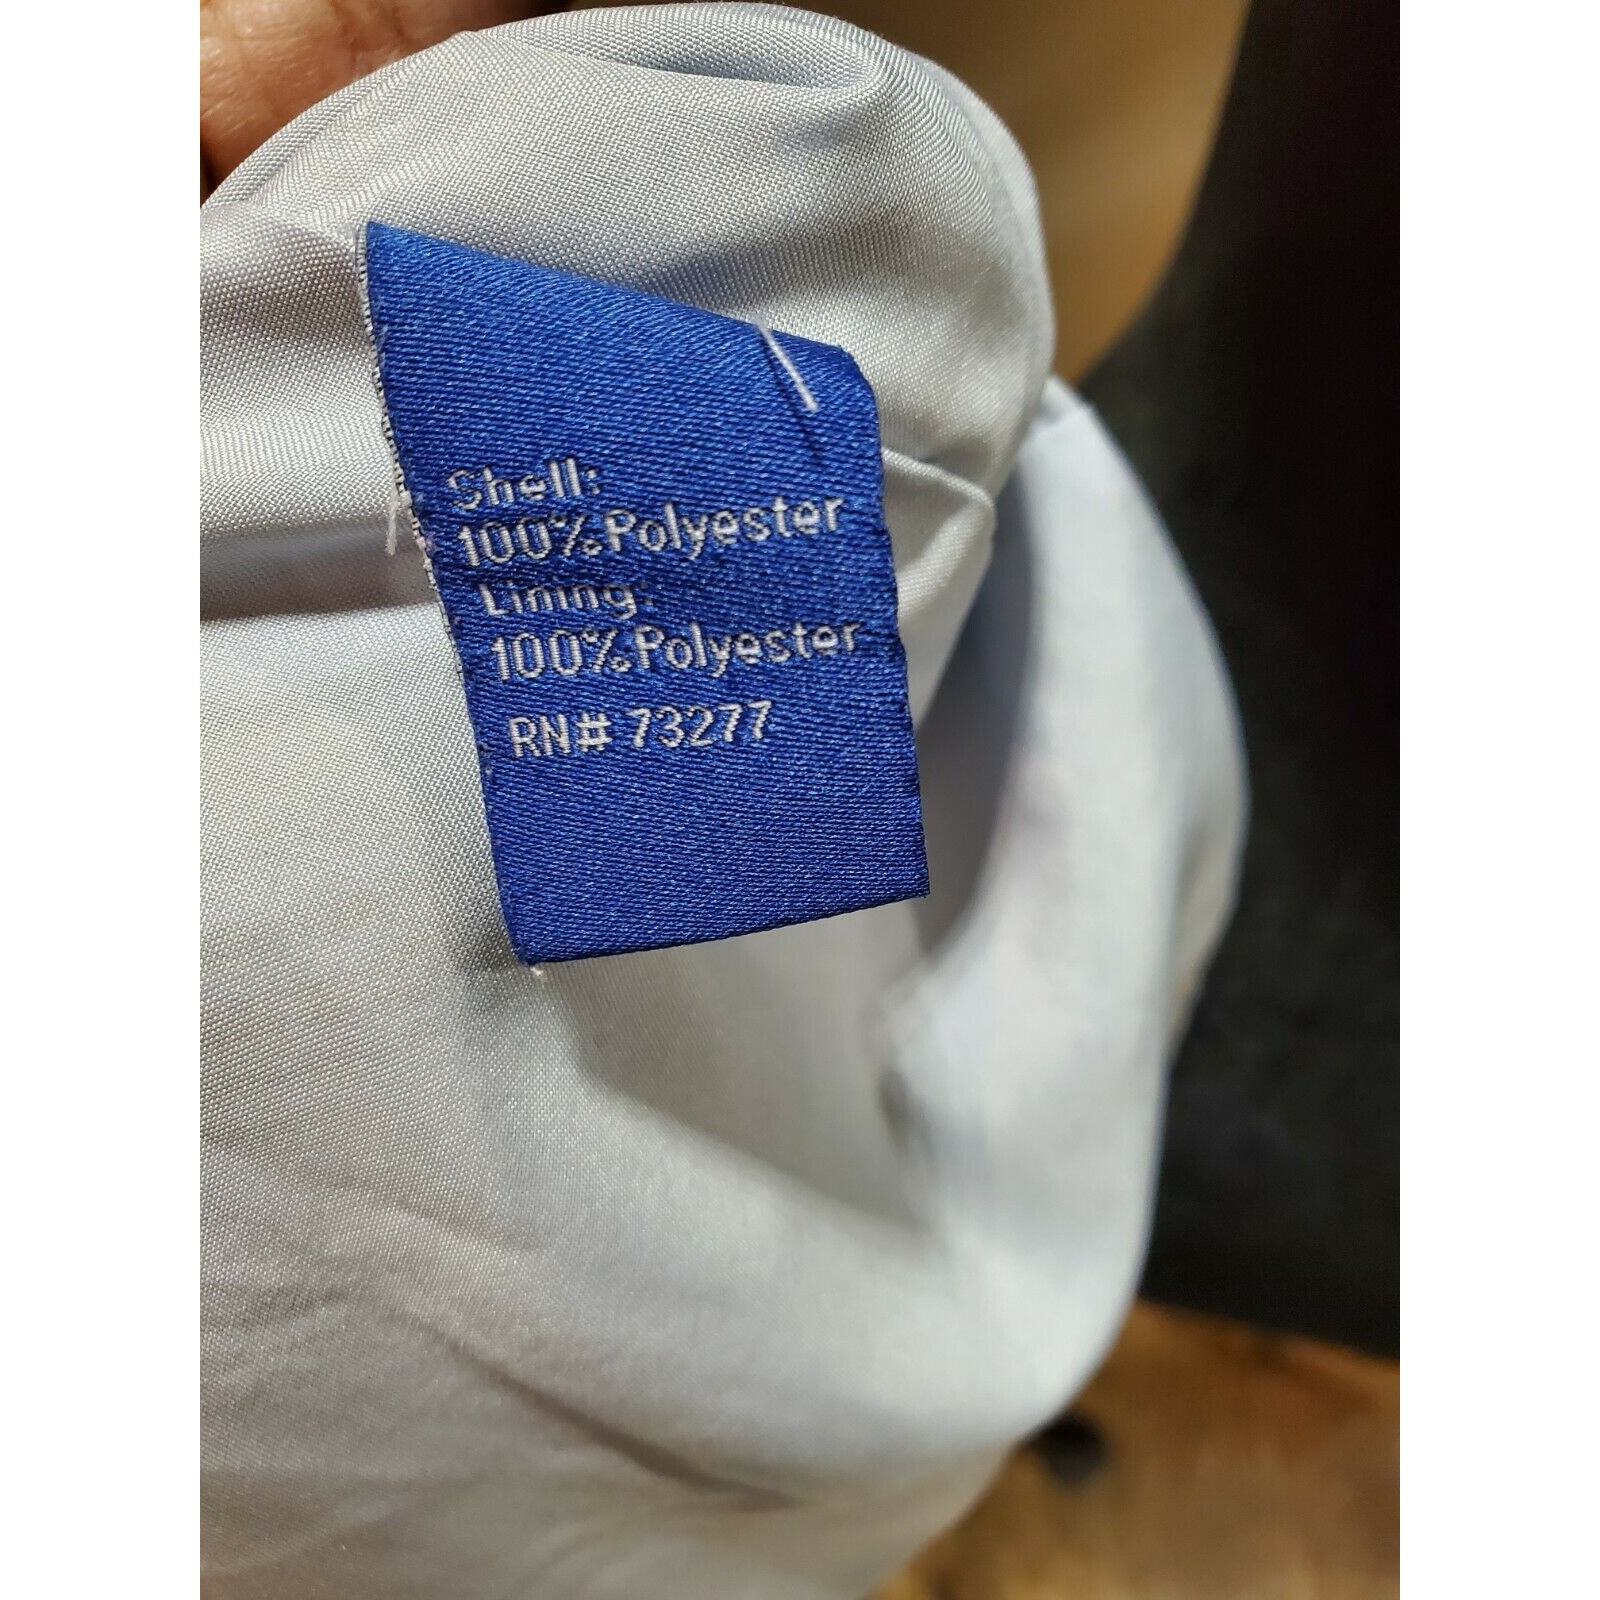 Shell:
100% Polyester
Lining:
100% Polyester
RN# 73277